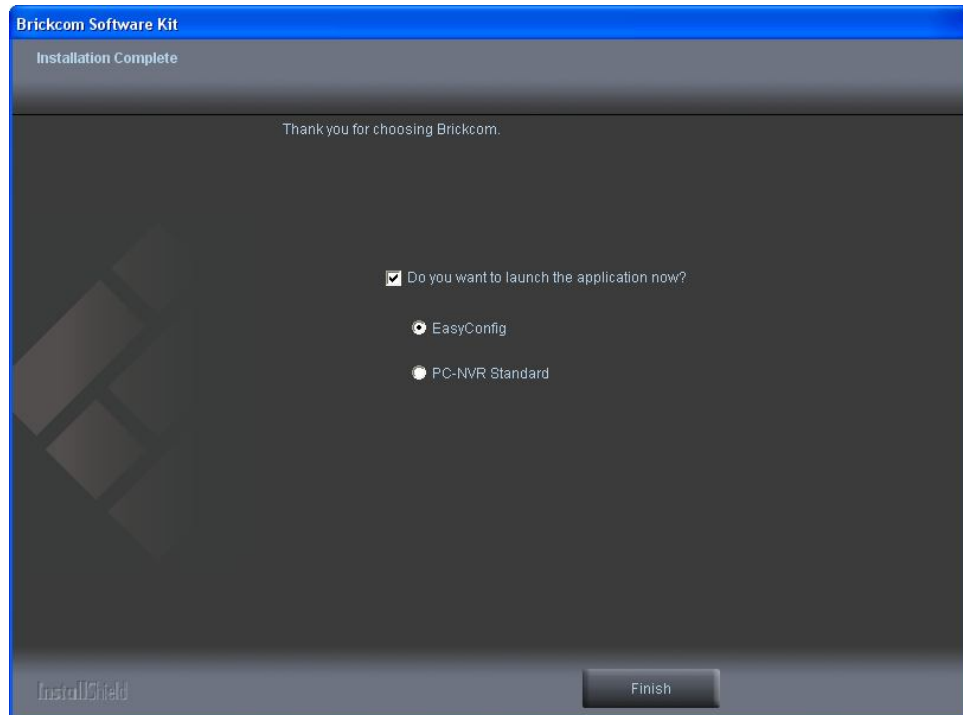 Brickcom Software Kit
Installation Complete
Thank you for choosing Brickcom.
Do you want to launch the application now?
EasyConfig
PC-NVR Standard
InstallShield
Finish